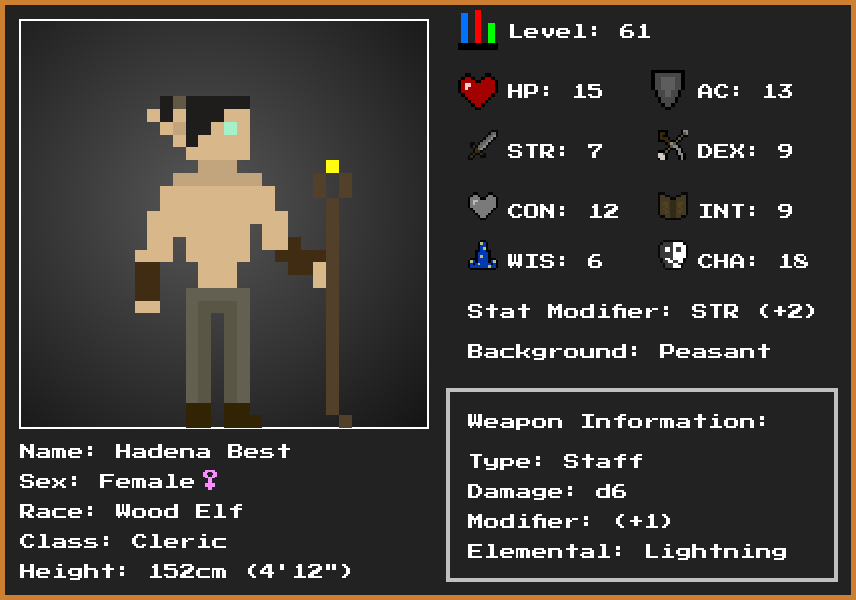 Level: 61
HP: 15 AC: 13
STR: 7 DEX: 9
CON: 12 INT: 9
WIS: 6 CHA: 18
Stat Modifier: STR (+2)
Background: Peasant
Weapon Information:
Type: Staff
Damage: d6
Modifier: (+1)
Elemental: Lightning
Name: Hadena Best
Sex: Female♀
Race: Wood Elf
Class: Cleric
Height: 152cm (4'12")